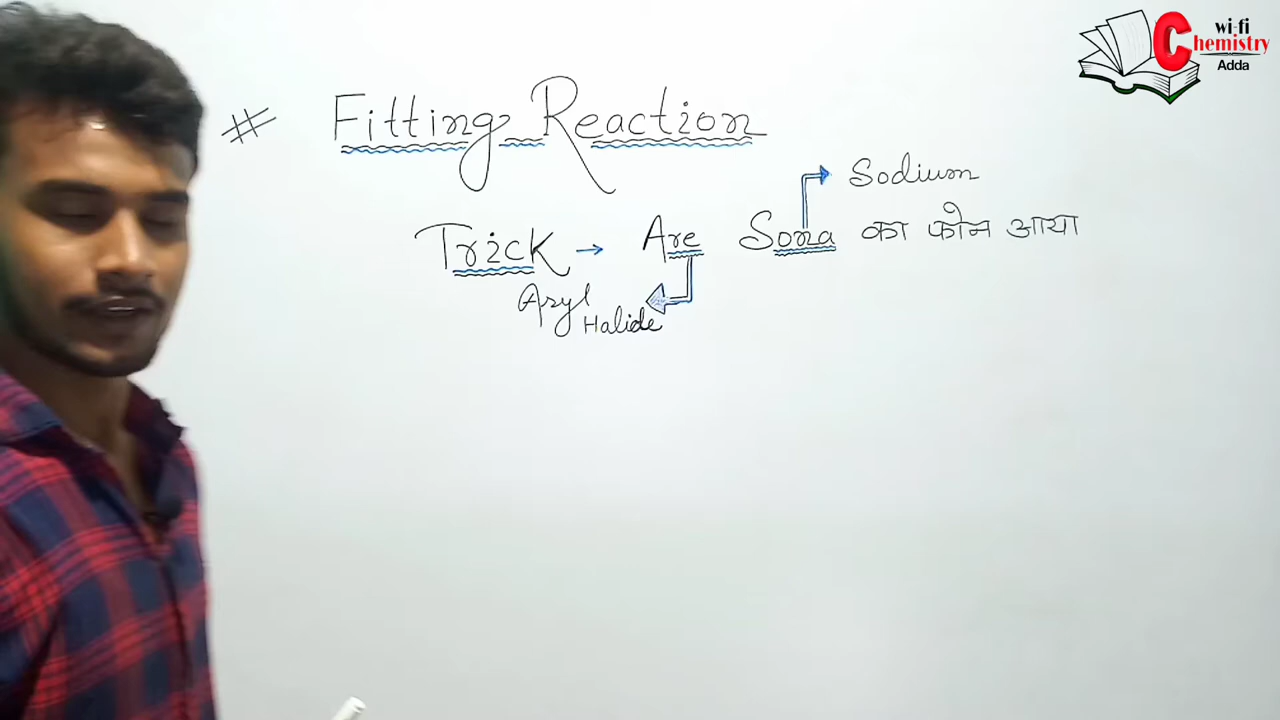 wi-fi
Chemistry
Adda
# Fitting Reaction
Sodium
Trick → Are Sona का फोन आया
Aryl
Halide